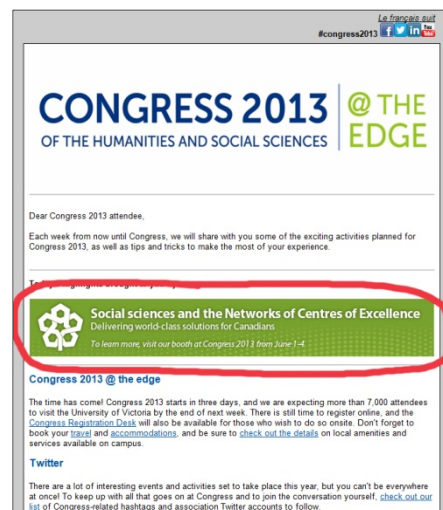 Le français suit
#congress2013
CONGRESS 2013
OF THE HUMANITIES AND SOCIAL SCIENCES
@ THE
EDGE
Dear Congress 2013 attendee,
Each week from now until Congress, we will share with you some of the exciting activities planned for
Congress 2013, as well as tips and tricks to make the most of your experience.
Social sciences and the Networks of Centres of Excellence
Delivering world-class solutions for Canadians
To learn more, visit our booth at Congress 2013 from June 1-4
Congress 2013 @ the edge
The time has come! Congress 2013 starts in three days, and we are expecting more than 7,000 attendees
to visit the University of Victoria by the end of next week. There is still time to register online, and the
Congress Registration Desk will also be available for those who wish to do so onsite. Don't forget to
book your travel and accommodations, and be sure to check out the details on local amenities and
services available on campus.
Twitter
There are a lot of interesting events and activities set to take place this year, but you can't be everywhere
at once! To keep up with all that goes on at Congress and to join the conversation yourself, check out our
list of Congress-related hashtags and association Twitter accounts to follow.